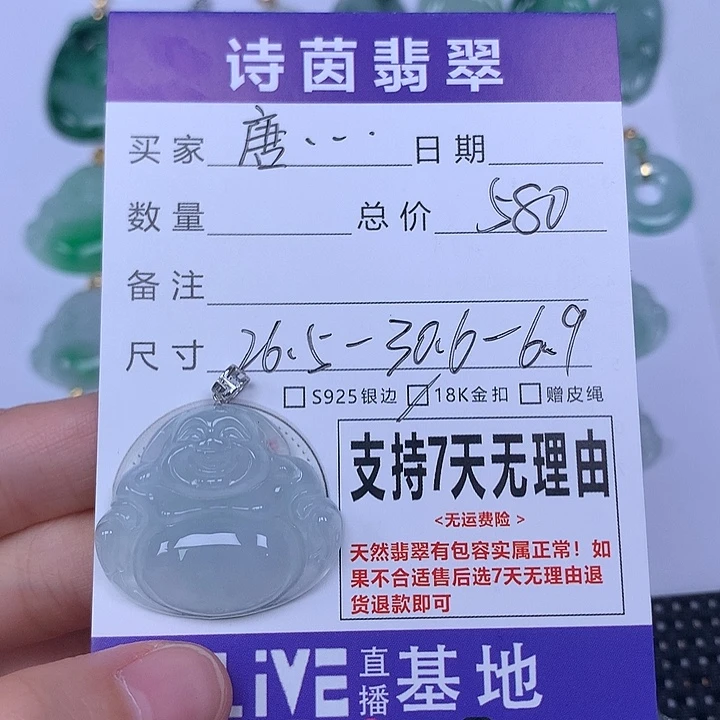 诗茵翡翠
买家 唐... 日期
数量 总价 580
备注
尺寸 26.5-30.6-6.9
S925银边 18K金扣 赠皮绳
支持7天无理由
<无运费险>
天然翡翠有包容实属正常!如
果不合适售后选7天无理由退
货退款即可
LiVE 直播 基地